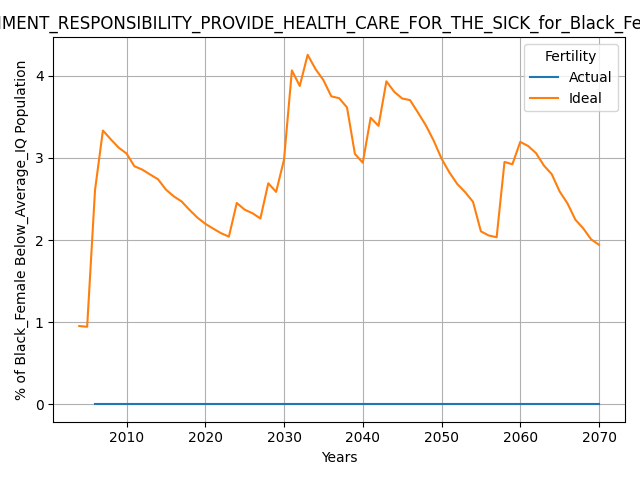 NMENT_RESPONSIBILITY_PROVIDE_HEALTH_CARE_FOR_THE_SICK_for_Black_Fe
% of Black_Female Below_Average_IQ Population
4
3
2
1
0
Fertility
Actual
Ideal
2010 2020 2030 2040 2050 2060 2070
Years